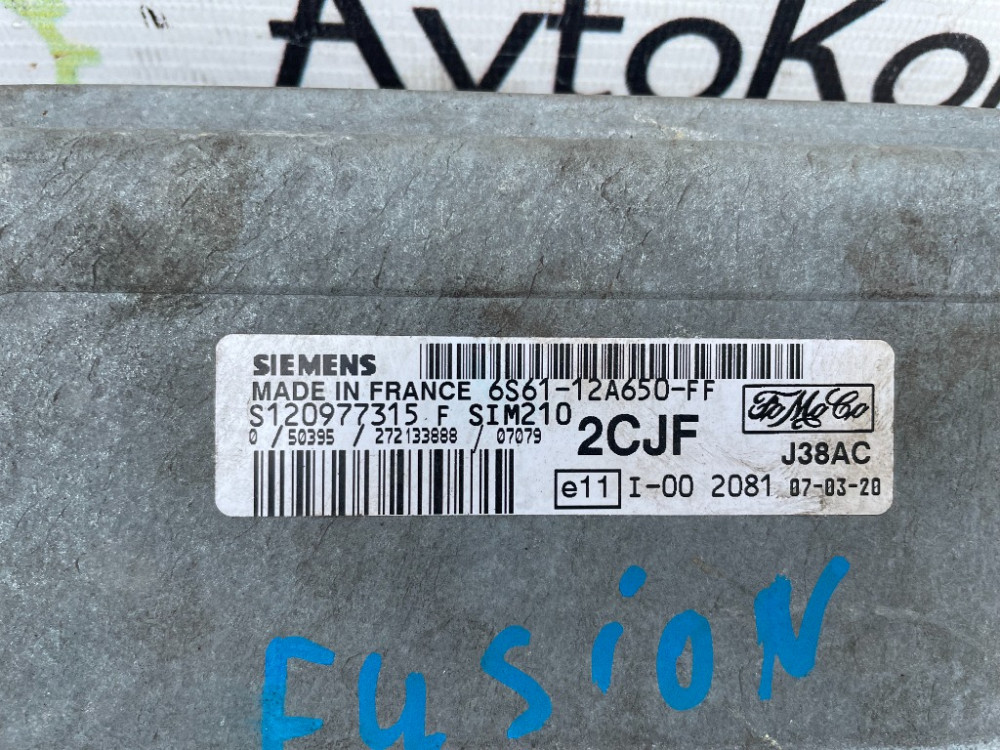 AvtoKo
SIEMENS
MADE IN FRANCE 6S61-12A650-FF
S120977315 F SIM210
0 / 50395 / 272133888 / 07079
2CJF
FoMoCo
J38AC
e11 I-00 2081 07-03-20
FUSiON